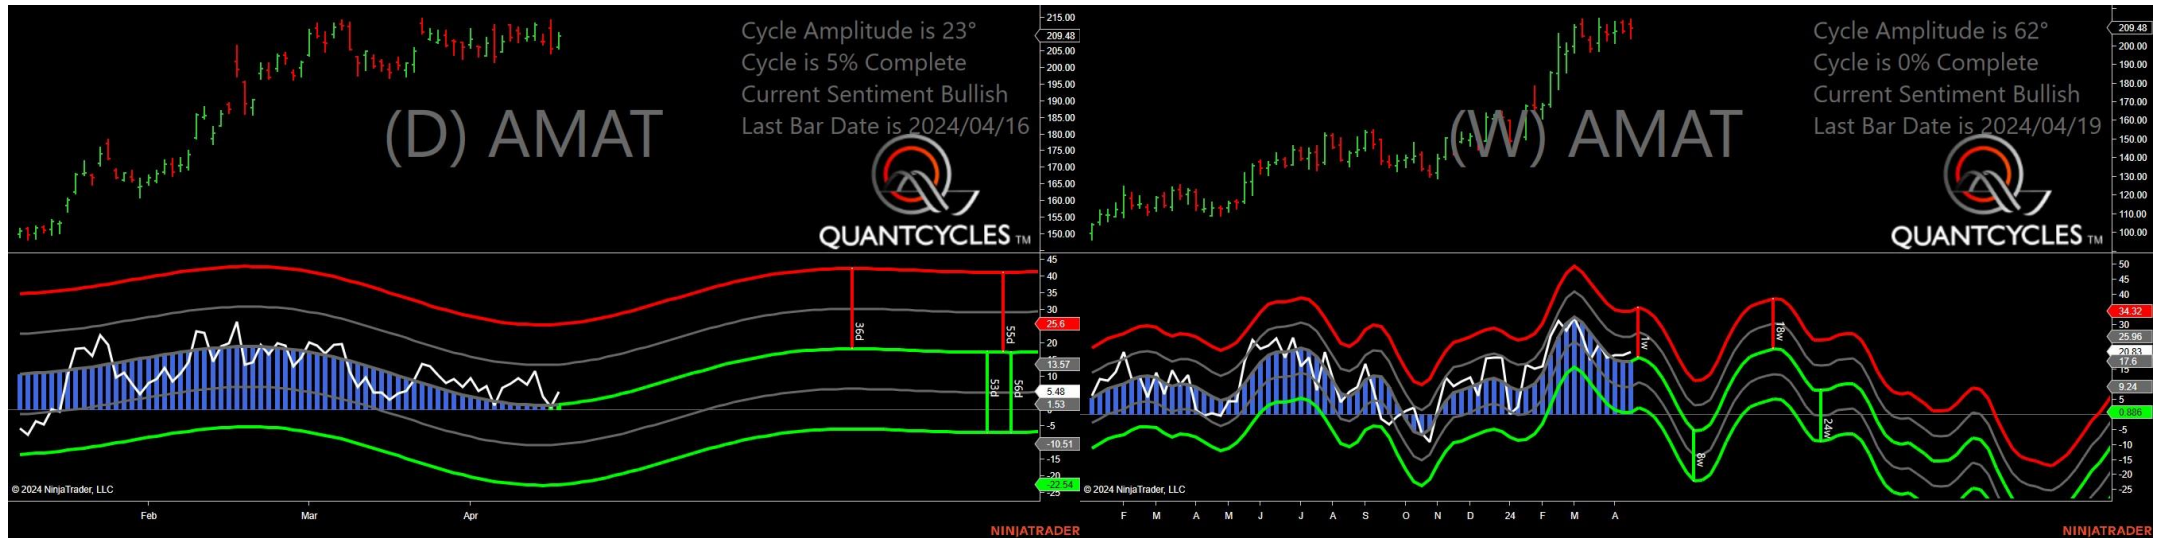 Cycle Amplitude is 23°
Cycle is 5% Complete
Current Sentiment Bullish
Last Bar Date is 2024/04/16
(D) AMAT
QUANTCYCLES TM
215.00
209.48
205.00
200.00
195.00
190.00
185.00
180.00
175.00
170.00
165.00
160.00
155.00
150.00
45
40
35
30
25.6
20
15
13.57
10
5.48
1.53
0
-5
-10.51
-15
-20
-22.54
-25
36d
55d
53d
56d
© 2024 NinjaTrader, LLC
Feb
Mar
Apr
NINJATRADER
Cycle Amplitude is 62°
Cycle is 0% Complete
Current Sentiment Bullish
Last Bar Date is 2024/04/19
(W) AMAT
QUANTCYCLES TM
209.48
200.00
190.00
180.00
170.00
160.00
150.00
140.00
130.00
120.00
110.00
100.00
50
45
40
34.32
30
25.96
20.83
17.6
15
9.24
5
0.886
-5
-10
-15
-20
-25
1w
18w
8w
24w
© 2024 NinjaTrader, LLC
F
M
A
M
J
J
A
S
O
N
D
24
F
M
A
NINJATRADER